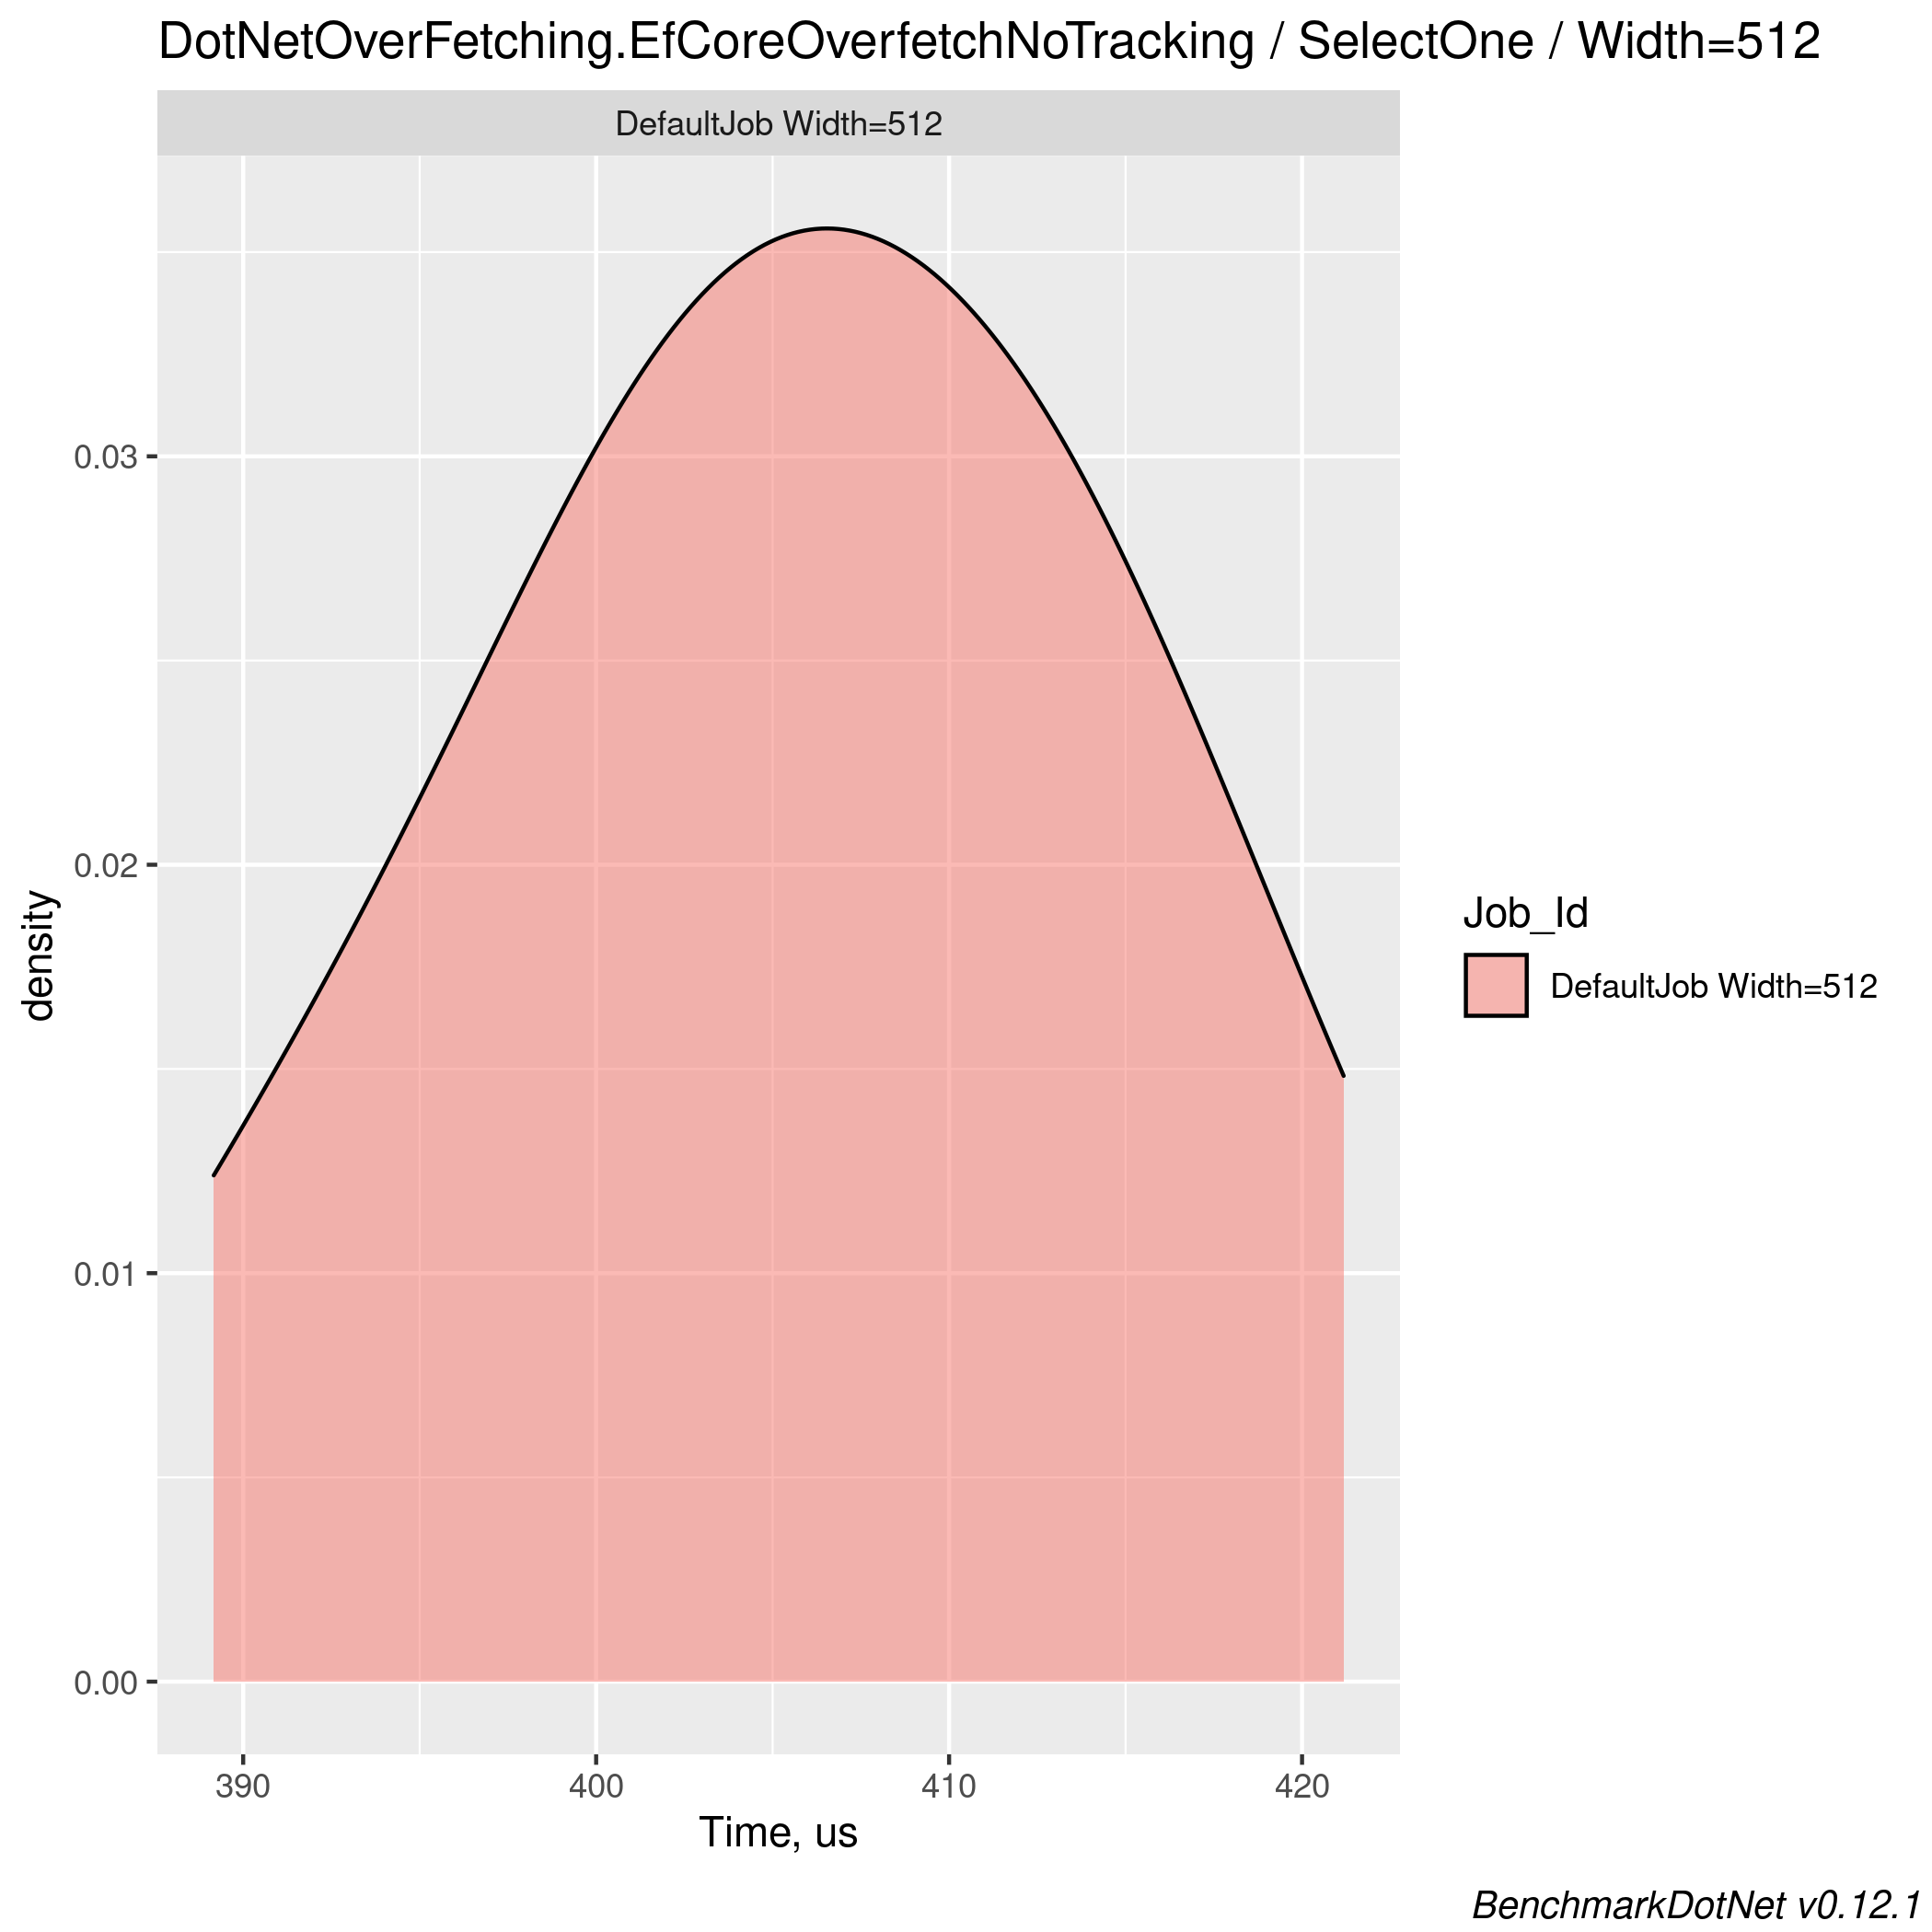 DotNetOverFetching.EfCoreOverfetchNoTracking / SelectOne / Width=512
DefaultJob Width=512
0.03
0.02
0.01
0.00
density
390 400 410 420
Time, us
Job_Id
DefaultJob Width=512
BenchmarkDotNet v0.12.1